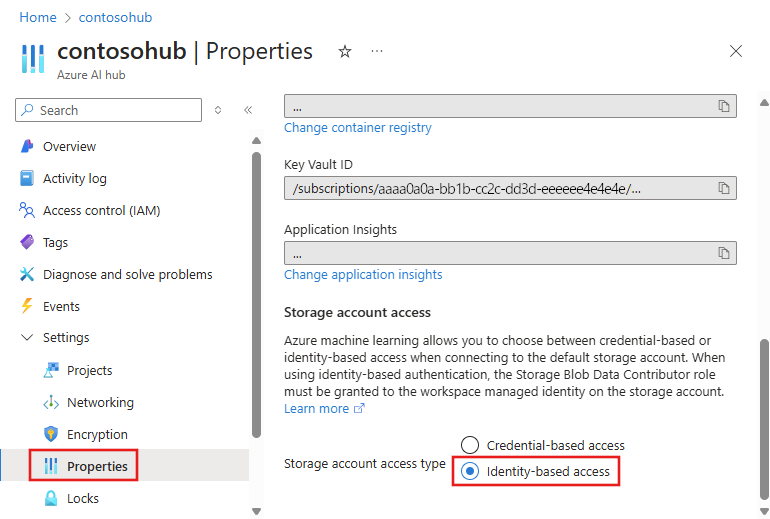 Home > contosohub
contosohub | Properties
Azure AI hub
Search
Overview
Activity log
Access control (IAM)
Tags
Diagnose and solve problems
Events
Settings
Projects
Networking
Encryption
Properties
Locks
...
Change container registry
Key Vault ID
/subscriptions/aaaa0a0a-bb1b-cc2c-dd3d-eeeeee4e4e4e/...
Application Insights
...
Change application insights
Storage account access
Azure machine learning allows you to choose between credential-based or
identity-based access when connecting to the default storage account. When
using identity-based authentication, the Storage Blob Data Contributor role
must be granted to the workspace managed identity on the storage account.
Learn more
Storage account access type
Credential-based access
Identity-based access